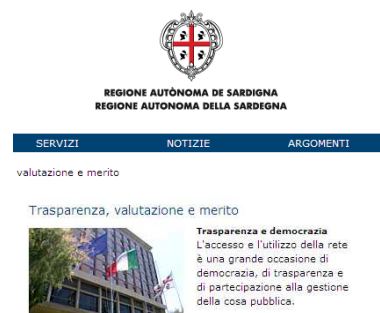 REGIONE AUTÒNOMA DE SARDIGNA
REGIONE AUTONOMA DELLA SARDEGNA
SERVIZI NOTIZIE ARGOMENTI
valutazione e merito
Trasparenza, valutazione e merito
Trasparenza e democrazia
L'accesso e l'utilizzo della rete
è una grande occasione di
democrazia, di trasparenza e
di partecipazione alla gestione
della cosa pubblica.